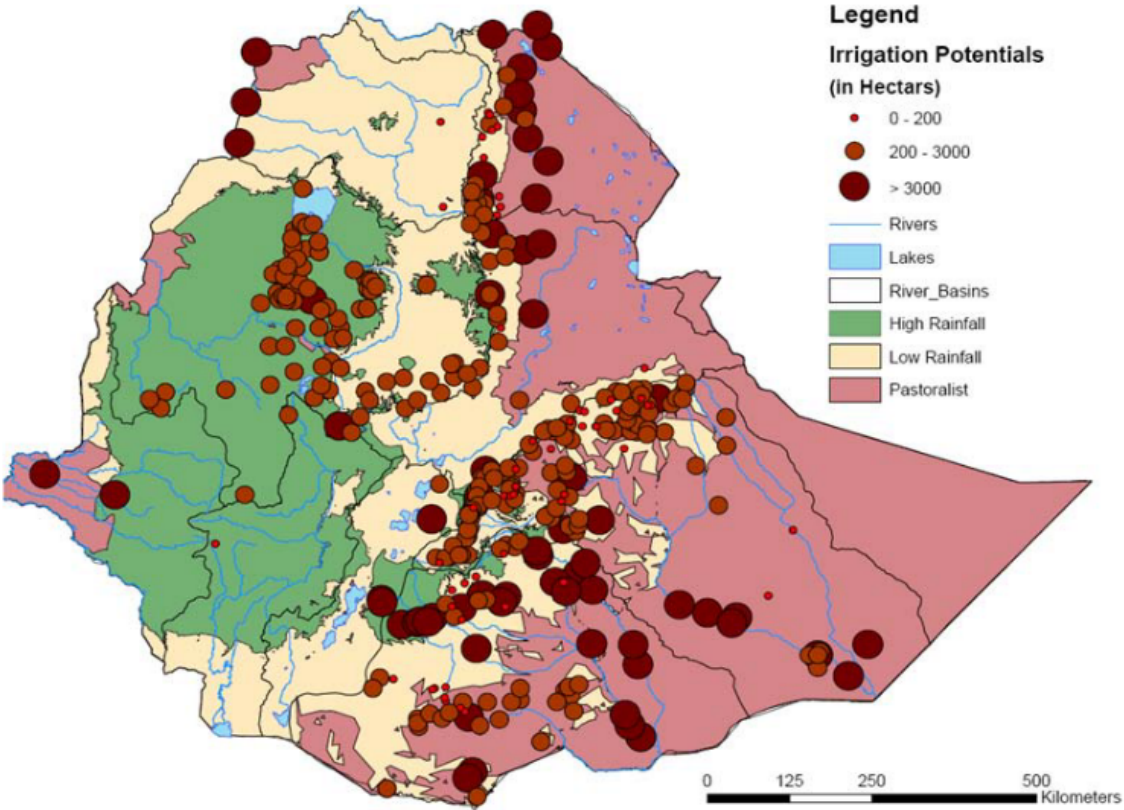 Legend
Irrigation Potentials
(in Hectars)
0 - 200
200 - 3000
> 3000
Rivers
Lakes
River_Basins
High Rainfall
Low Rainfall
Pastoralist
0 125 250 500
Kilometers